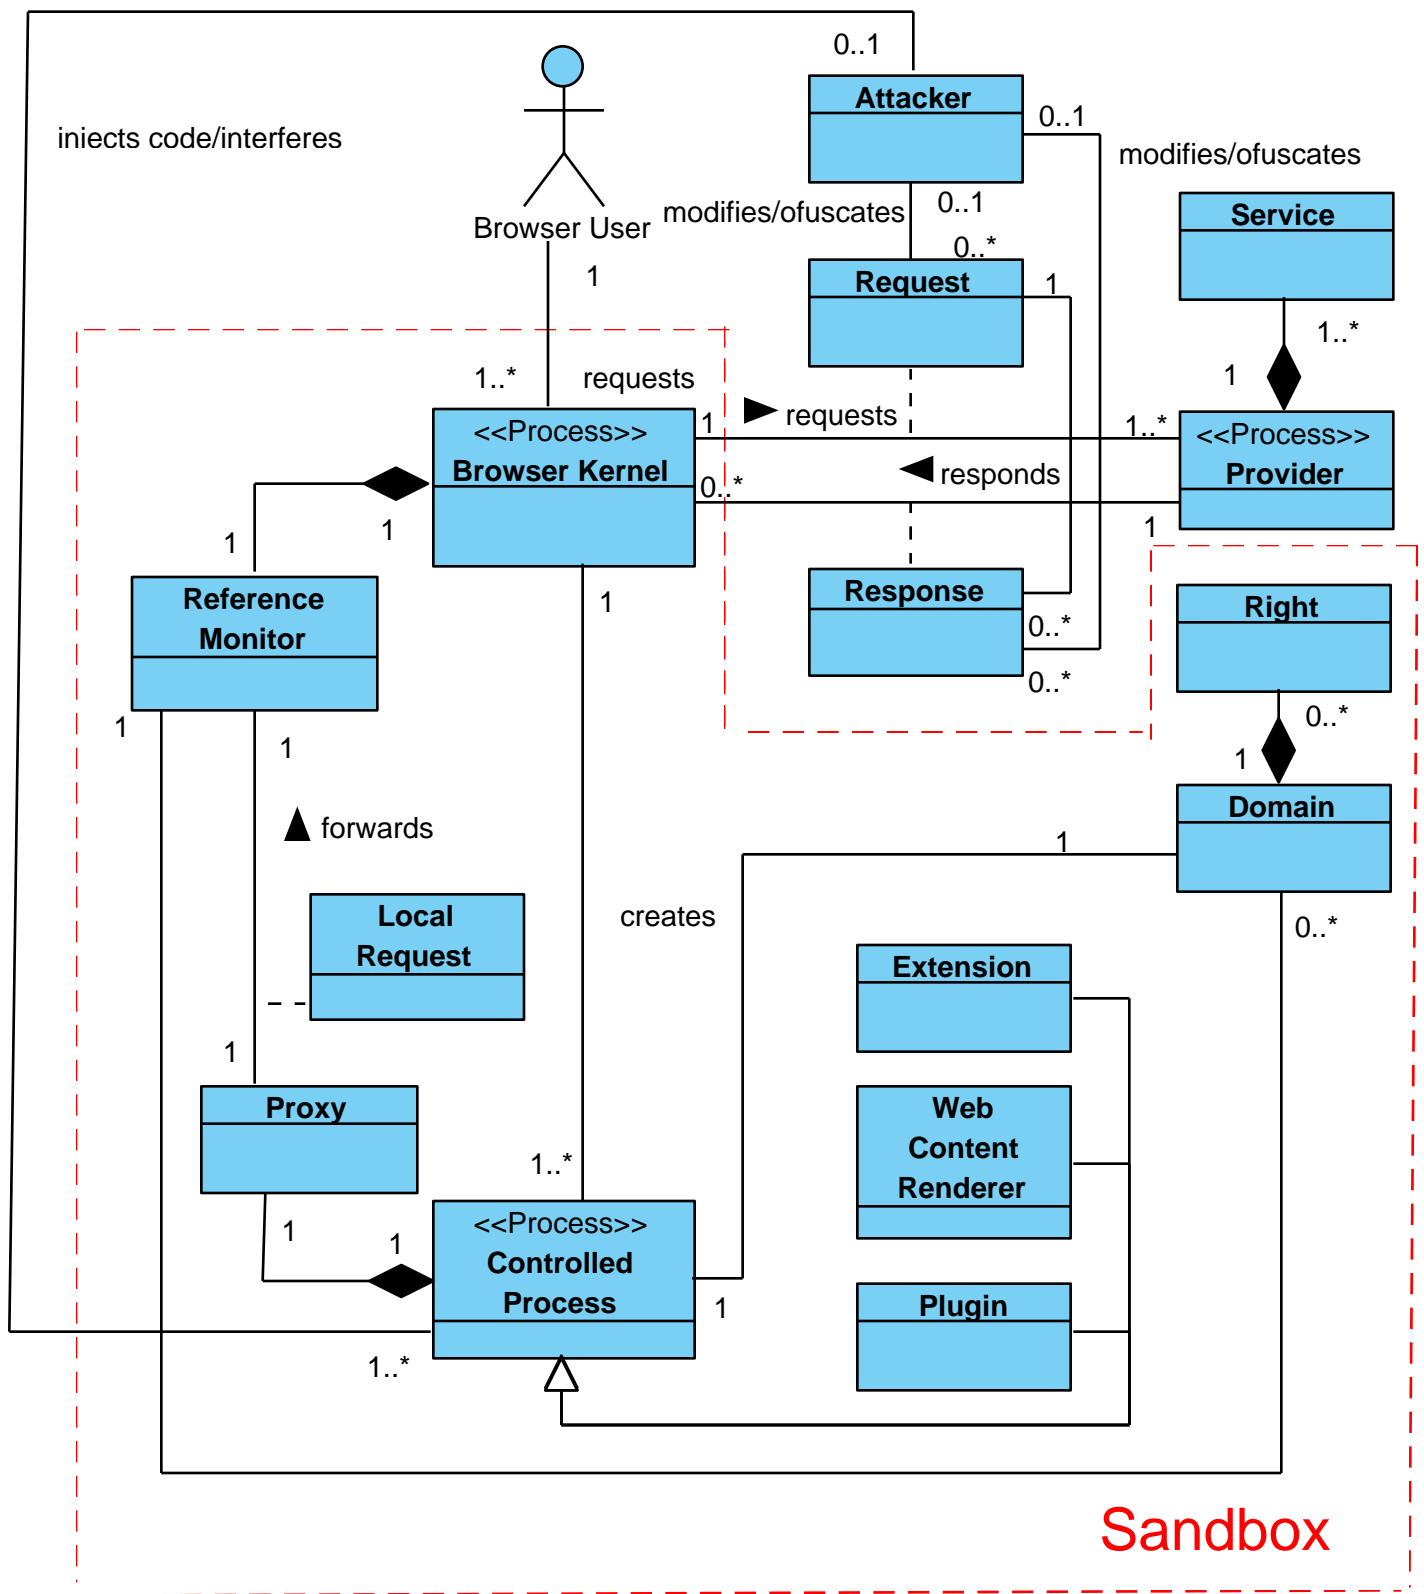 0..1
Attacker
0..1
iniects code/interferes
modifies/ofuscates
modifies/ofuscates
0..1
Service
Browser User
0..*
1
Request
1
1..*
1..*
requests
1
requests
1
1..*
<<Process>>
Browser Kernel
<<Process>>
Provider
responds
0..*
1
1
1
Reference
Monitor
1
Response
Right
0..*
0..*
1
1
0..*
1
Domain
forwards
1
Local
Request
creates
0..*
Extension
1
Proxy
Web
Content
Renderer
1..*
1
1
<<Process>>
Controlled
Process
1
Plugin
1..*
Sandbox